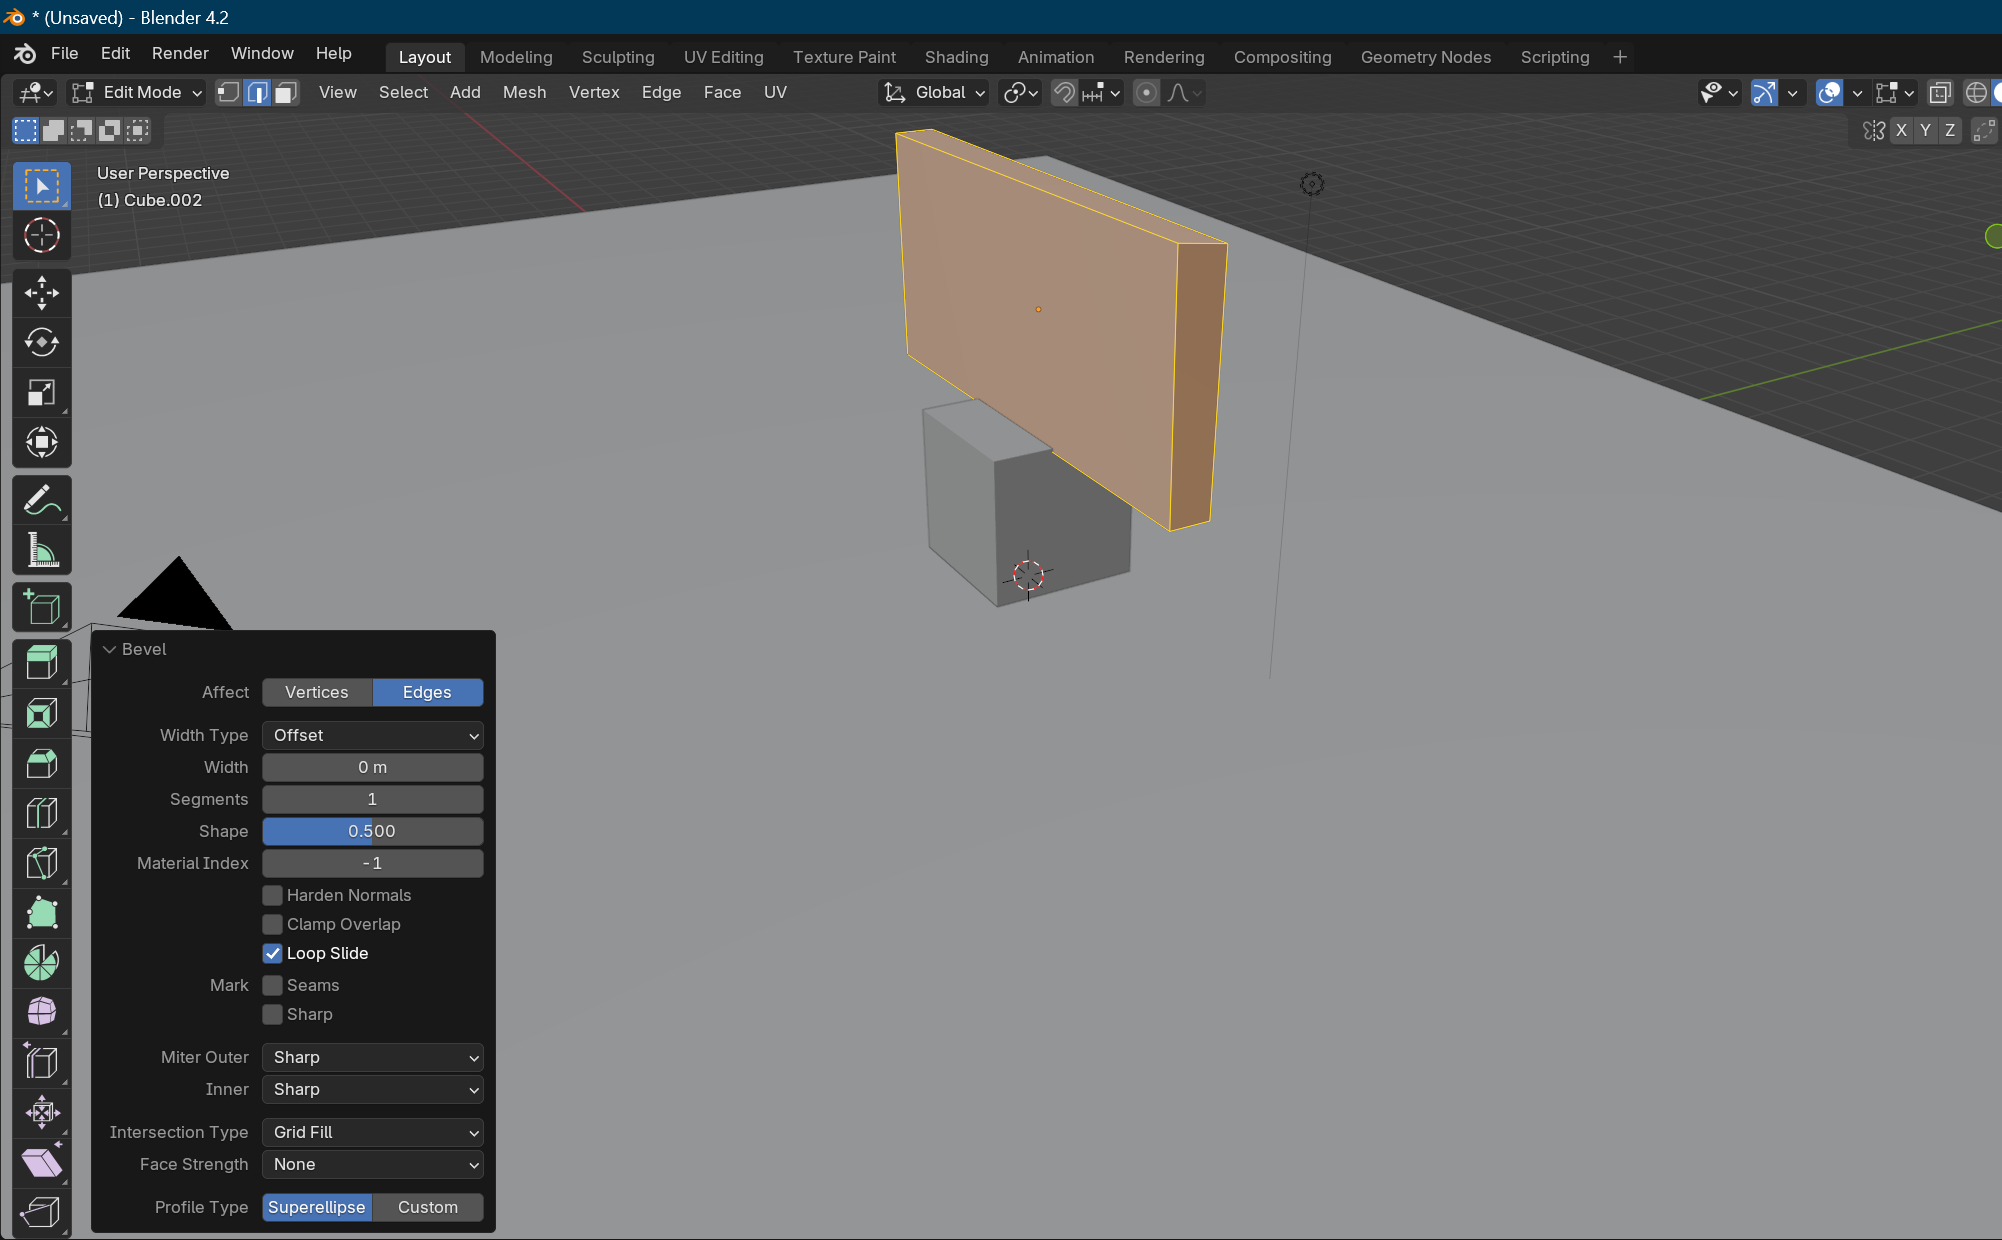 * (Unsaved) - Blender 4.2
File Edit Render Window Help Layout Modeling Sculpting UV Editing Texture Paint Shading Animation Rendering Compositing Geometry Nodes Scripting +
Edit Mode View Select Add Mesh Vertex Edge Face UV Global
X Y Z
User Perspective
(1) Cube.002
Bevel
Affect Vertices Edges
Width Type Offset
Width 0 m
Segments 1
Shape 0.500
Material Index -1
Harden Normals
Clamp Overlap
Loop Slide
Mark Seams
Sharp
Miter Outer Sharp
Inner Sharp
Intersection Type Grid Fill
Face Strength None
Profile Type Superellipse Custom